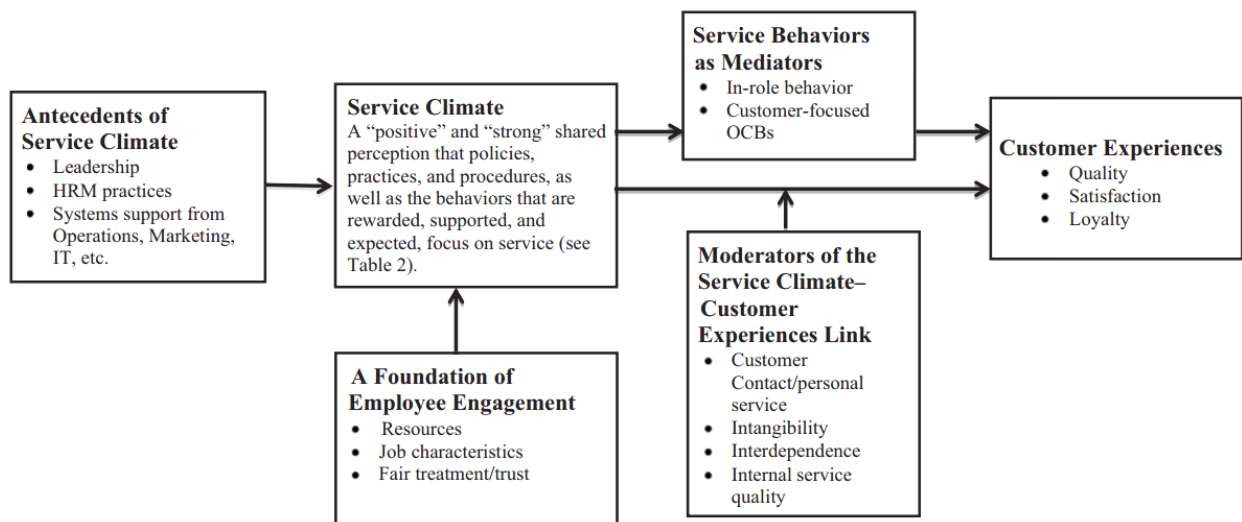 Antecedents of
Service Climate
• Leadership
• HRM practices
• Systems support from
Operations, Marketing,
IT, etc.
Service Climate
A “positive” and “strong” shared
perception that policies,
practices, and procedures, as
well as the behaviors that are
rewarded, supported, and
expected, focus on service (see
Table 2).
A Foundation of
Employee Engagement
• Resources
• Job characteristics
• Fair treatment/trust
Service Behaviors
as Mediators
• In-role behavior
• Customer-focused
OCBs
Moderators of the
Service Climate–
Customer
Experiences Link
• Customer
Contact/personal
service
• Intangibility
• Interdependence
• Internal service
quality
Customer Experiences
• Quality
• Satisfaction
• Loyalty